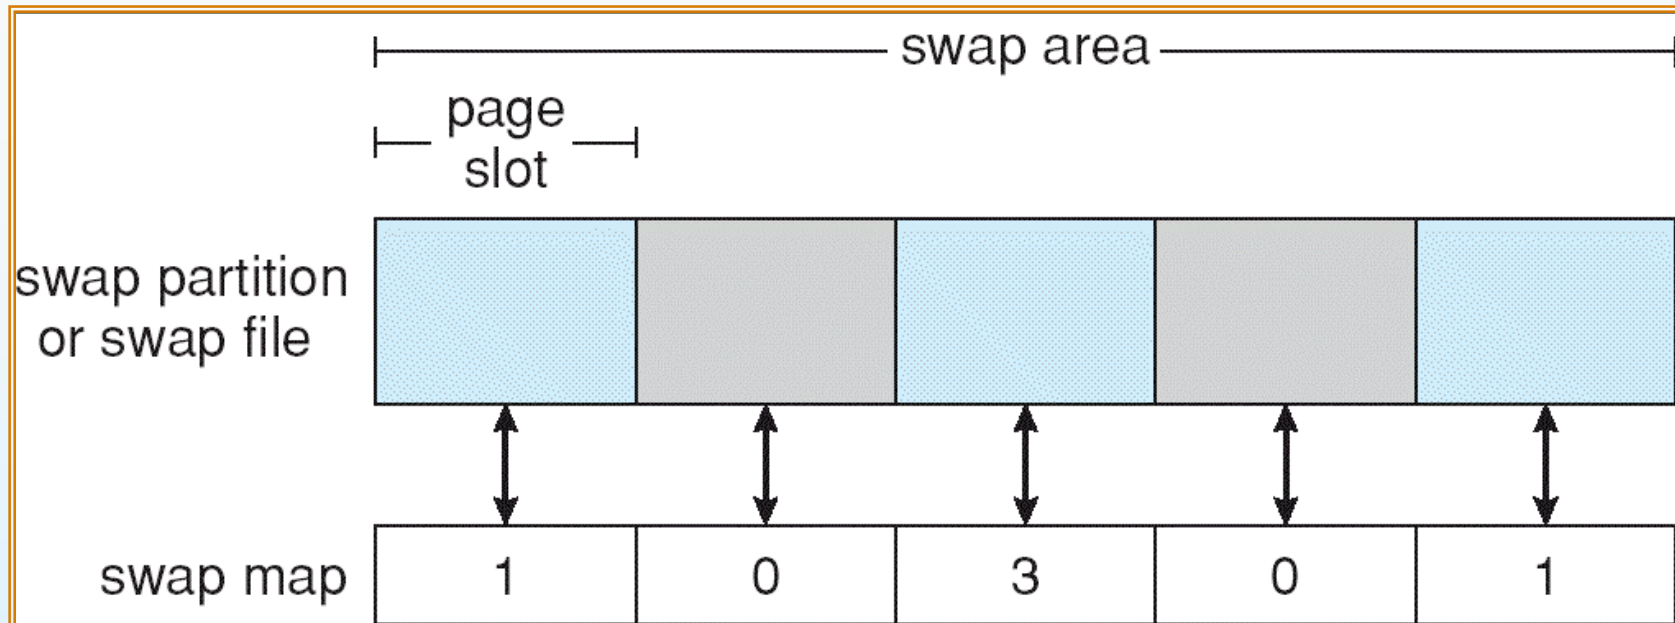 swap area
page
slot
swap partition
or swap file
swap map
1 0 3 0 1